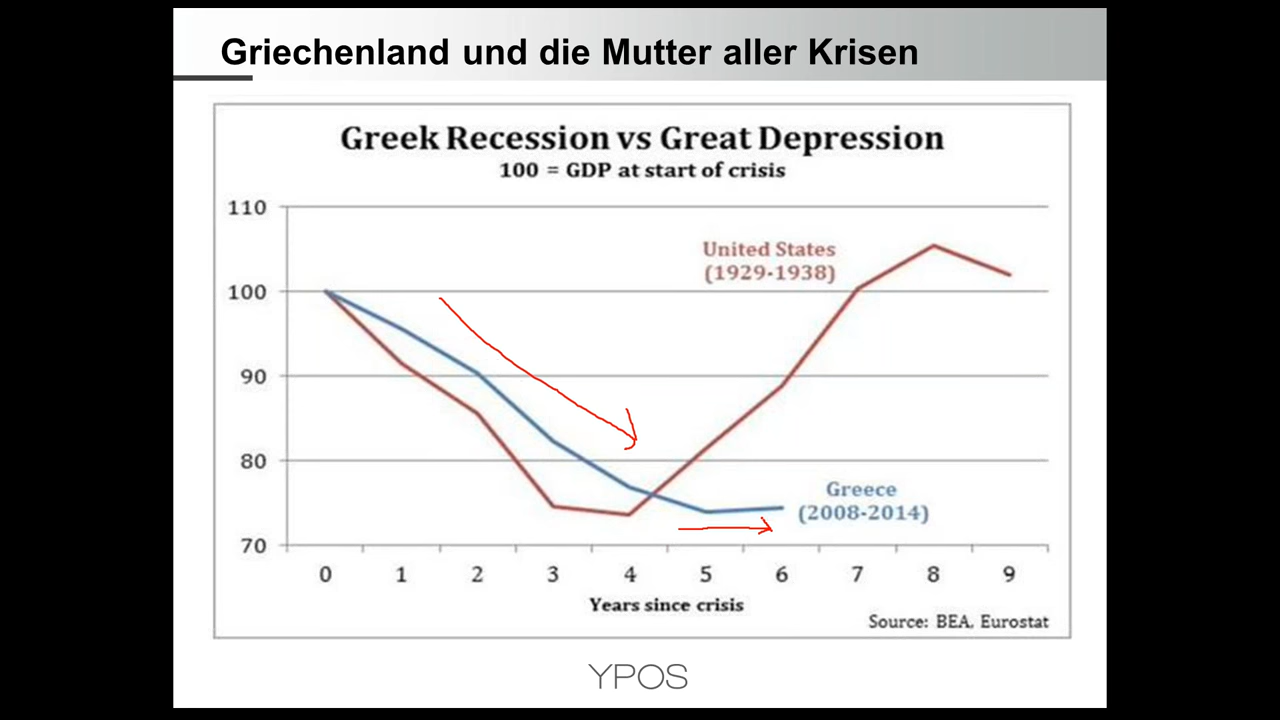 Griechenland und die Mutter aller Krisen
Greek Recession vs Great Depression
100 = GDP at start of crisis
110
100
90
80
70
United States
(1929-1938)
Greece
(2008-2014)
0 1 2 3 4 5 6 7 8 9
Years since crisis
Source: BEA, Eurostat
YPOS